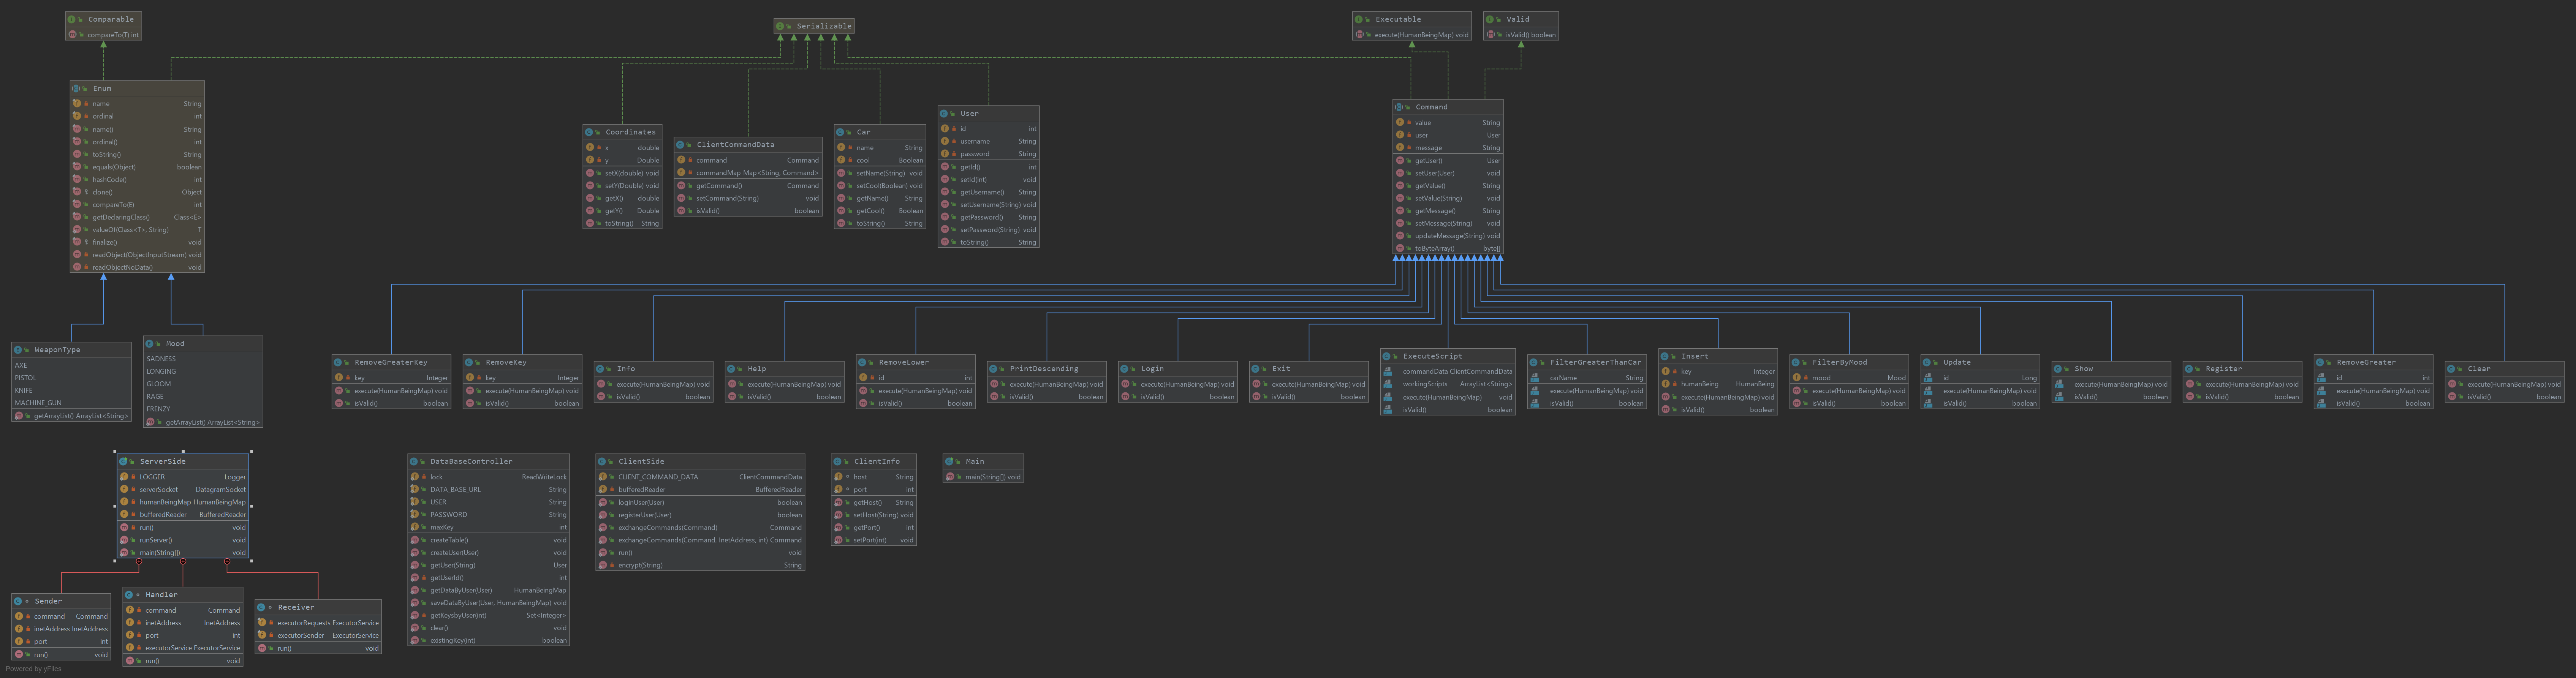 Comparable
compareTo(T) int
Serializable
Executable
execute(HumanBeingMap) void
Valid
isValid() boolean
Enum
name String
ordinal int
name() String
ordinal() int
toString() String
equals(Object) boolean
hashCode() int
clone() Object
compareTo(E) int
getDeclaringClass() Class<E>
valueOf(Class<T>, String) T
finalize() void
readObject(ObjectInputStream) void
readObjectNoData() void
Coordinates
x double
y Double
setX(double) void
setY(Double) void
getX() double
getY() Double
toString() String
ClientCommandData
command Command
commandMap Map<String, Command>
getCommand() Command
setCommand(String) void
isValid() boolean
Car
name String
cool Boolean
setName(String) void
setCool(Boolean) void
getName() String
getCool() Boolean
toString() String
User
id int
username String
password String
getId() int
setId(int) void
getUsername() String
setUsername(String) void
getPassword() String
setPassword(String) void
toString() String
Command
value String
user User
message String
getUser() User
setUser(User) void
getValue() String
setValue(String) void
getMessage() String
setMessage(String) void
updateMessage(String) void
toByteArray() byte[]
WeaponType
AXE
PISTOL
KNIFE
MACHINE_GUN
getArrayList() ArrayList<String>
Mood
SADNESS
LONGING
GLOOM
RAGE
FRENZY
getArrayList() ArrayList<String>
RemoveGreaterKey
key Integer
execute(HumanBeingMap) void
isValid() boolean
RemoveKey
key Integer
execute(HumanBeingMap) void
isValid() boolean
Info
execute(HumanBeingMap) void
isValid() boolean
Help
execute(HumanBeingMap) void
isValid() boolean
RemoveLower
id int
execute(HumanBeingMap) void
isValid() boolean
PrintDescending
execute(HumanBeingMap) void
isValid() boolean
Login
execute(HumanBeingMap) void
isValid() boolean
Exit
execute(HumanBeingMap) void
isValid() boolean
ExecuteScript
commandData ClientCommandData
workingScripts ArrayList<String>
execute(HumanBeingMap) void
isValid() boolean
FilterGreaterThanCar
carName String
execute(HumanBeingMap) void
isValid() boolean
Insert
key Integer
humanBeing HumanBeing
execute(HumanBeingMap) void
isValid() boolean
FilterByMood
mood Mood
execute(HumanBeingMap) void
isValid() boolean
Update
id Long
execute(HumanBeingMap) void
isValid() boolean
Show
execute(HumanBeingMap) void
isValid() boolean
Register
execute(HumanBeingMap) void
isValid() boolean
RemoveGreater
id int
execute(HumanBeingMap) void
isValid() boolean
Clear
execute(HumanBeingMap) void
isValid() boolean
ServerSide
LOGGER Logger
serverSocket DatagramSocket
humanBeingMap HumanBeingMap
bufferedReader BufferedReader
run() void
runServer() void
main(String[]) void
DataBaseController
lock ReadWriteLock
DATA_BASE_URL String
USER String
PASSWORD String
maxKey int
createTable() void
createUser(User) void
getUser(String) User
getUserId() int
getDataByUser(User) HumanBeingMap
saveDataByUser(User, HumanBeingMap) void
getKeysbyUser(int) Set<Integer>
clear() void
existingKey(int) boolean
ClientSide
CLIENT_COMMAND_DATA ClientCommandData
bufferedReader BufferedReader
loginUser(User) boolean
registerUser(User) boolean
exchangeCommands(Command) Command
exchangeCommands(Command, InetAddress, int) Command
run() void
encrypt(String) String
ClientInfo
host String
port int
getHost() String
setHost(String) void
getPort() int
setPort(int) void
Main
main(String[]) void
Sender
command Command
inetAddress InetAddress
port int
run() void
Handler
command Command
inetAddress InetAddress
port int
executorService ExecutorService
run() void
Receiver
executorRequests ExecutorService
executorSender ExecutorService
run() void
Powered by yFiles